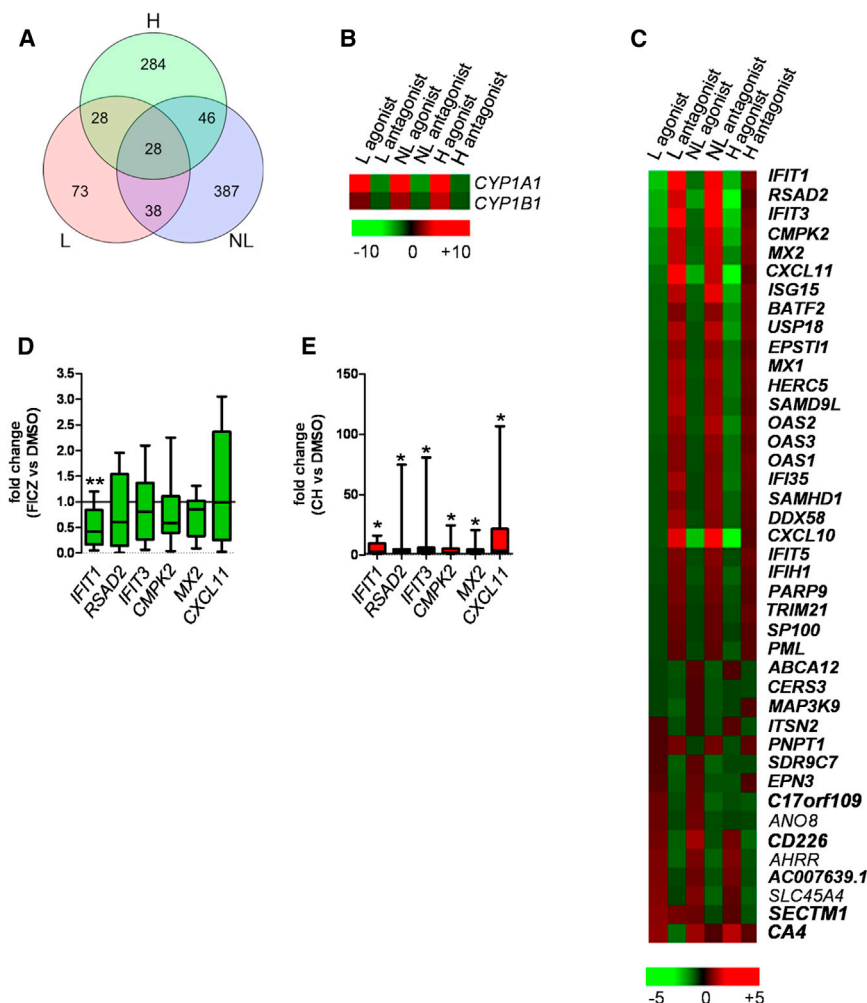 A
H
284
28
46
28
73
38
387
L
NL
B
L agonist
L antagonist
NL agonist
NL antagonist
H agonist
H antagonist
CYP1A1
CYP1B1
-10 0 +10
C
L agonist
L antagonist
NL agonist
NL antagonist
H agonist
H antagonist
IFIT1
RSAD2
IFIT3
CMPK2
MX2
CXCL11
ISG15
BATF2
USP18
EPSTI1
MX1
HERC5
SAMD9L
OAS2
OAS3
OAS1
IFI35
SAMHD1
DDX58
CXCL10
IFIT5
IFIH1
PARP9
TRIM21
SP100
PML
ABCA12
CERS3
MAP3K9
ITSN2
PNPT1
SDR9C7
EPN3
C17orf109
ANO8
CD226
AHRR
AC007639.1
SLC45A4
SECTM1
CA4
-5 0 +5
D
fold change
(FICZ vs DMSO)
3.5
3.0
2.5
2.0
1.5
1.0
0.5
0.0
**
IFIT1
RSAD2
IFIT3
CMPK2
MX2
CXCL11
E
fold change
(CH vs DMSO)
150
100
50
0
* * * * * *
IFIT1
RSAD2
IFIT3
CMPK2
MX2
CXCL11